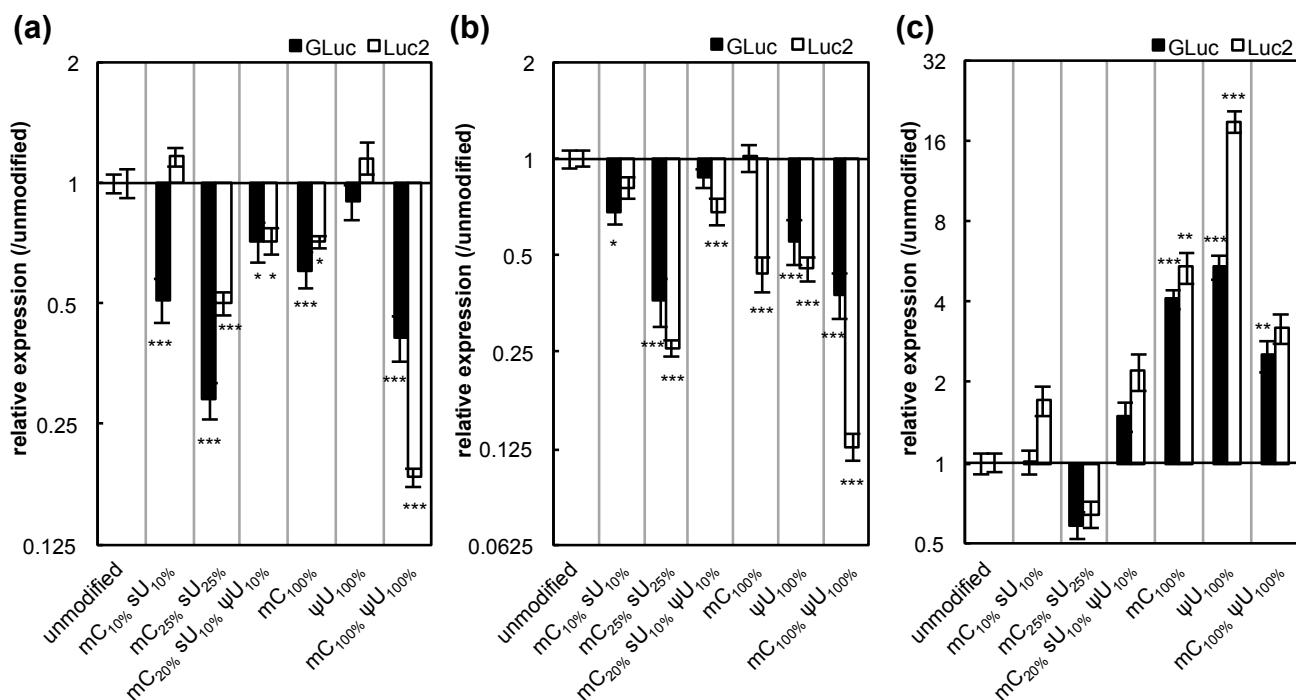 (a)
GLuc Luc2
relative expression (/unmodified)
2
1
0.5
0.25
0.125
***
***
***
* *
***
*
***
***
unmodified
mC10% sU10%
mC25% sU25%
mC20% sU10% ψU10%
mC100%
ψU100%
mC100% ψU100%
(b)
GLuc Luc2
relative expression (/unmodified)
2
1
0.5
0.25
0.125
0.0625
*
***
***
***
***
***
***
***
***
unmodified
mC10% sU10%
mC25% sU25%
mC20% sU10% ψU10%
mC100%
ψU100%
mC100% ψU100%
(c)
GLuc Luc2
relative expression (/unmodified)
32
16
8
4
2
1
0.5
***
**
***
***
**
unmodified
mC10% sU10%
mC25% sU25%
mC20% sU10% ψU10%
mC100%
ψU100%
mC100% ψU100%